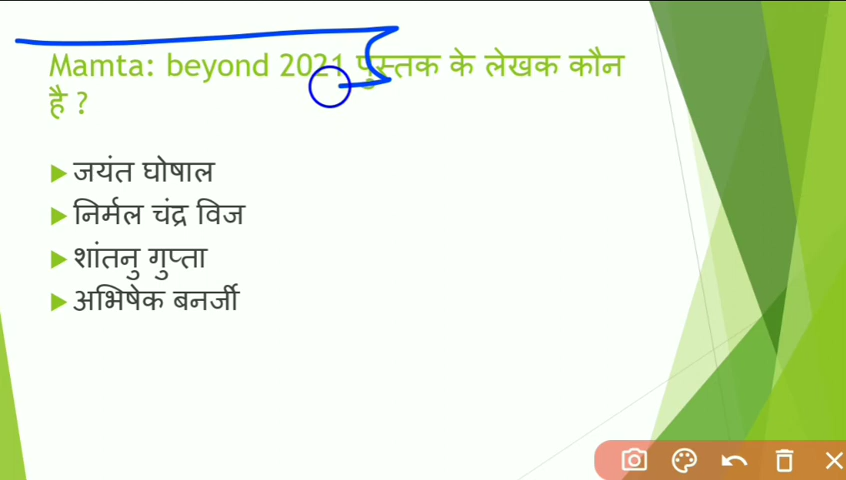 Mamta: beyond 2021 पुस्तक के लेखक कौन
है ?
जयंत घोषाल
निर्मल चंद्र विज
शांतनु गुप्ता
अभिषेक बनर्जी